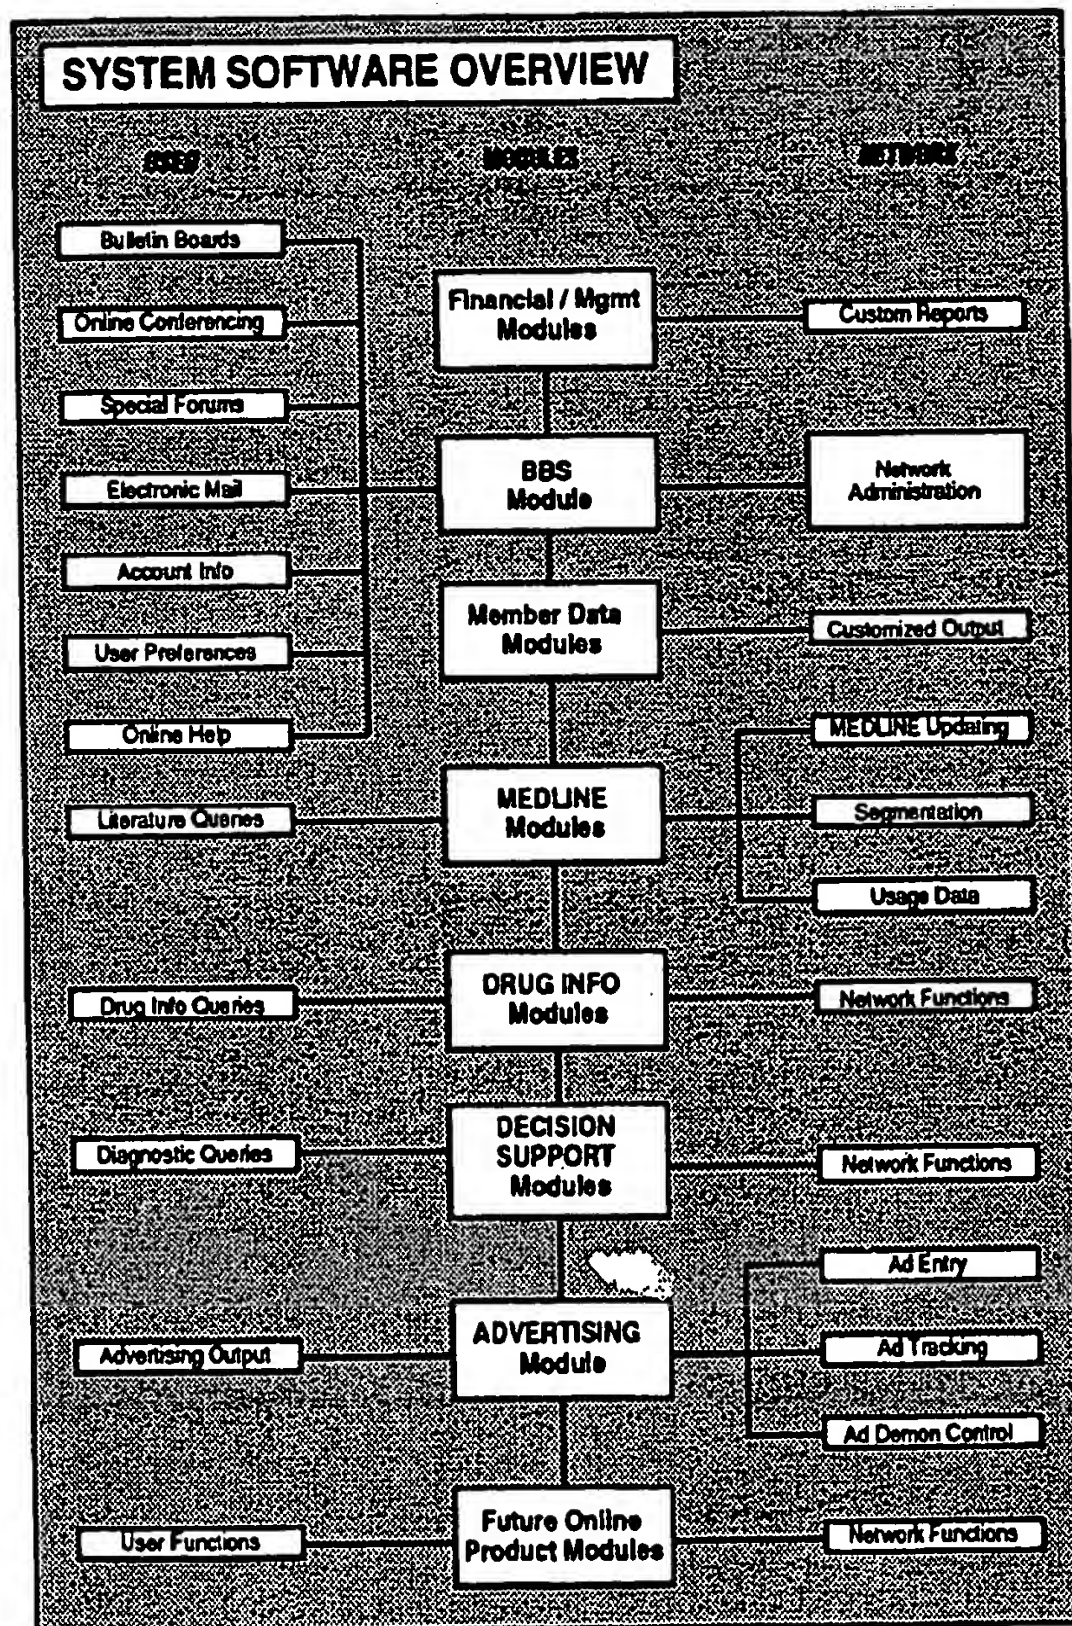 SYSTEM SOFTWARE OVERVIEW
USER
MODULES
NETWORK
Bulletin Boards
Online Conferencing
Special Forums
Electronic Mail
Account Info
User Preferences
Online Help
Literature Queries
Drug Info Queries
Diagnostic Queries
Advertising Output
User Functions
Financial / Mgmt
Modules
BBS
Module
Member Data
Modules
MEDLINE
Modules
DRUG INFO
Modules
DECISION
SUPPORT
Modules
ADVERTISING
Module
Future Online
Product Modules
Custom Reports
Network
Administration
Customized Output
MEDLINE Updating
Segmentation
Usage Data
Network Functions
Network Functions
Ad Entry
Ad Tracking
Ad Demon Control
Network Functions